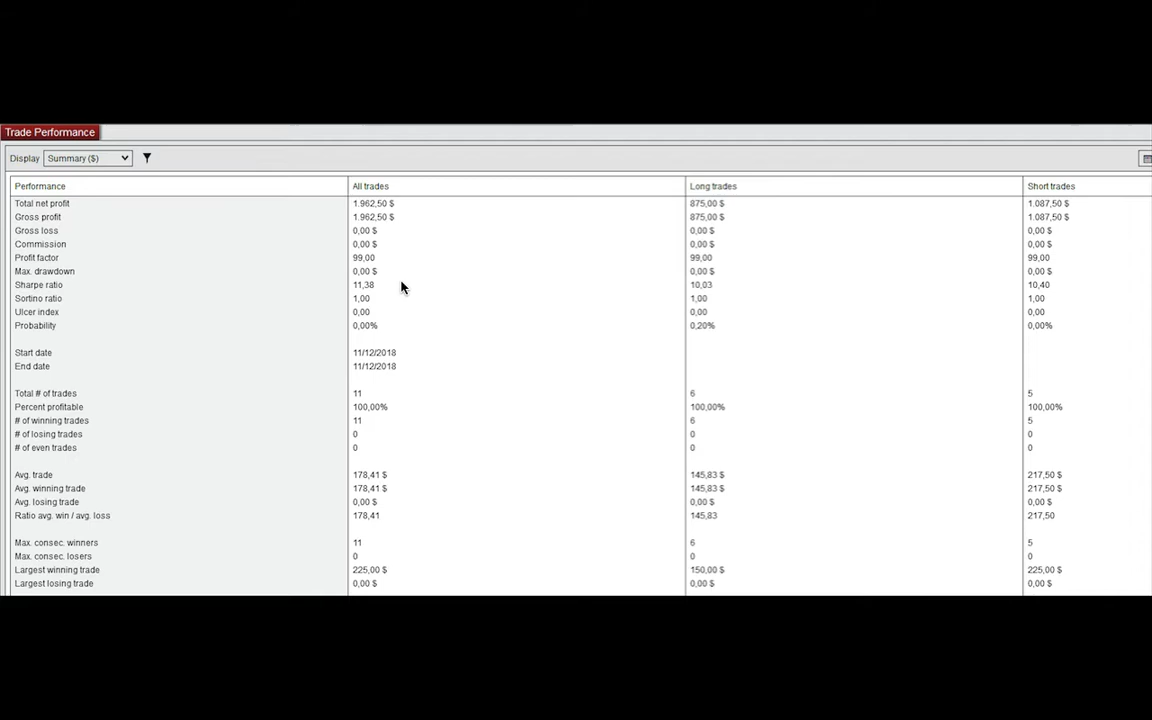 Trade Performance
Display Summary ($)
Performance All trades Long trades Short trades
Total net profit 1.962,50 $ 875,00 $ 1.087,50 $
Gross profit 1.962,50 $ 875,00 $ 1.087,50 $
Gross loss 0,00 $ 0,00 $ 0,00 $
Commission 0,00 $ 0,00 $ 0,00 $
Profit factor 99,00 99,00 99,00
Max. drawdown 0,00 $ 0,00 $ 0,00 $
Sharpe ratio 11,38 10,03 10,40
Sortino ratio 1,00 1,00 1,00
Ulcer index 0,00 0,00 0,00
Probability 0,00% 0,20% 0,00%
Start date 11/12/2018
End date 11/12/2018
Total # of trades 11 6 5
Percent profitable 100,00% 100,00% 100,00%
# of winning trades 11 6 5
# of losing trades 0 0 0
# of even trades 0 0 0
Avg. trade 178,41 $ 145,83 $ 217,50 $
Avg. winning trade 178,41 $ 145,83 $ 217,50 $
Avg. losing trade 0,00 $ 0,00 $ 0,00 $
Ratio avg. win / avg. loss 178,41 145,83 217,50
Max. consec. winners 11 6 5
Max. consec. losers 0 0 0
Largest winning trade 225,00 $ 150,00 $ 225,00 $
Largest losing trade 0,00 $ 0,00 $ 0,00 $